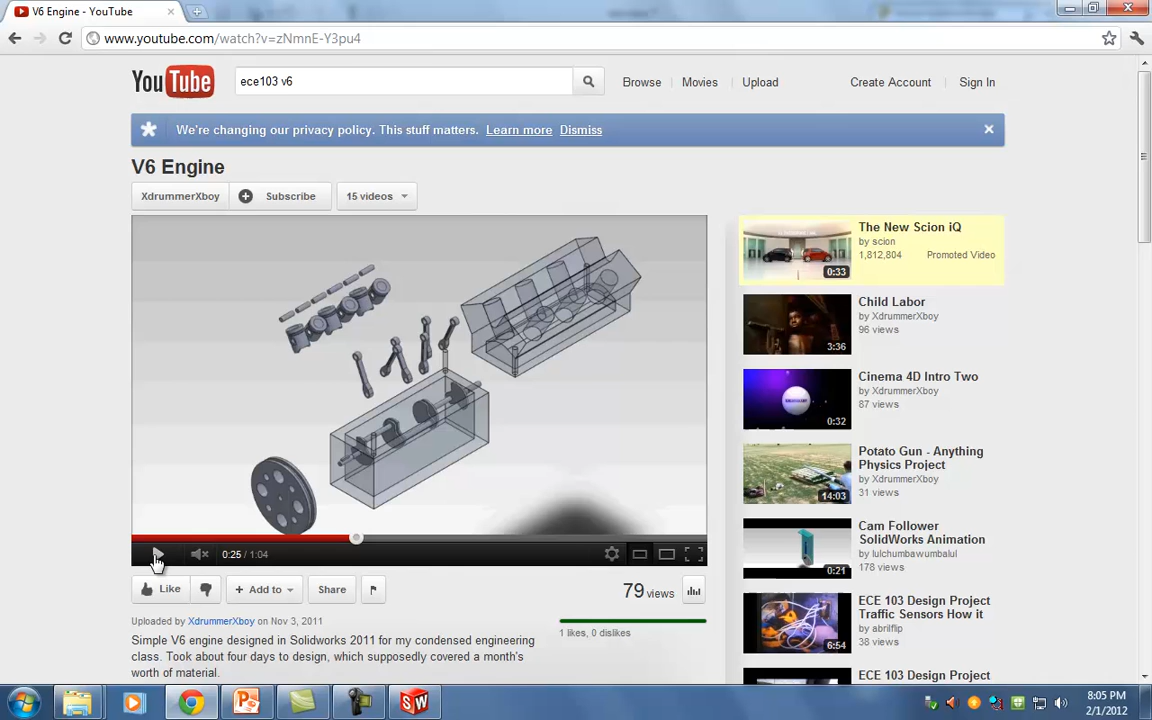 V6 Engine - YouTube
www.youtube.com/watch?v=zNmnE-Y3pu4
YouTube
ece103 v6
Browse
Movies
Upload
Create Account
Sign In
We're changing our privacy policy. This stuff matters. Learn more Dismiss
V6 Engine
XdrummerXboy
Subscribe
15 videos
The New Scion iQ
by scion
1,812,804 Promoted Video
0:33
Child Labor
by XdrummerXboy
96 views
3:36
Cinema 4D Intro Two
by XdrummerXboy
87 views
0:32
Potato Gun - Anything
Physics Project
by XdrummerXboy
31 views
14:03
Cam Follower
SolidWorks Animation
by lulchumbawumbalul
178 views
0:21
ECE 103 Design Project
Traffic Sensors How it
by abrilflip
6:54
ECE 103 Design Project
0:25 / 1:04
Like
Add to
Share
79 views
Uploaded by XdrummerXboy on Nov 3, 2011
1 likes, 0 dislikes
Simple V6 engine designed in Solidworks 2011 for my condensed engineering
class. Took about four days to design, which supposedly covered a month's
worth of material.
8:05 PM
2/1/2012